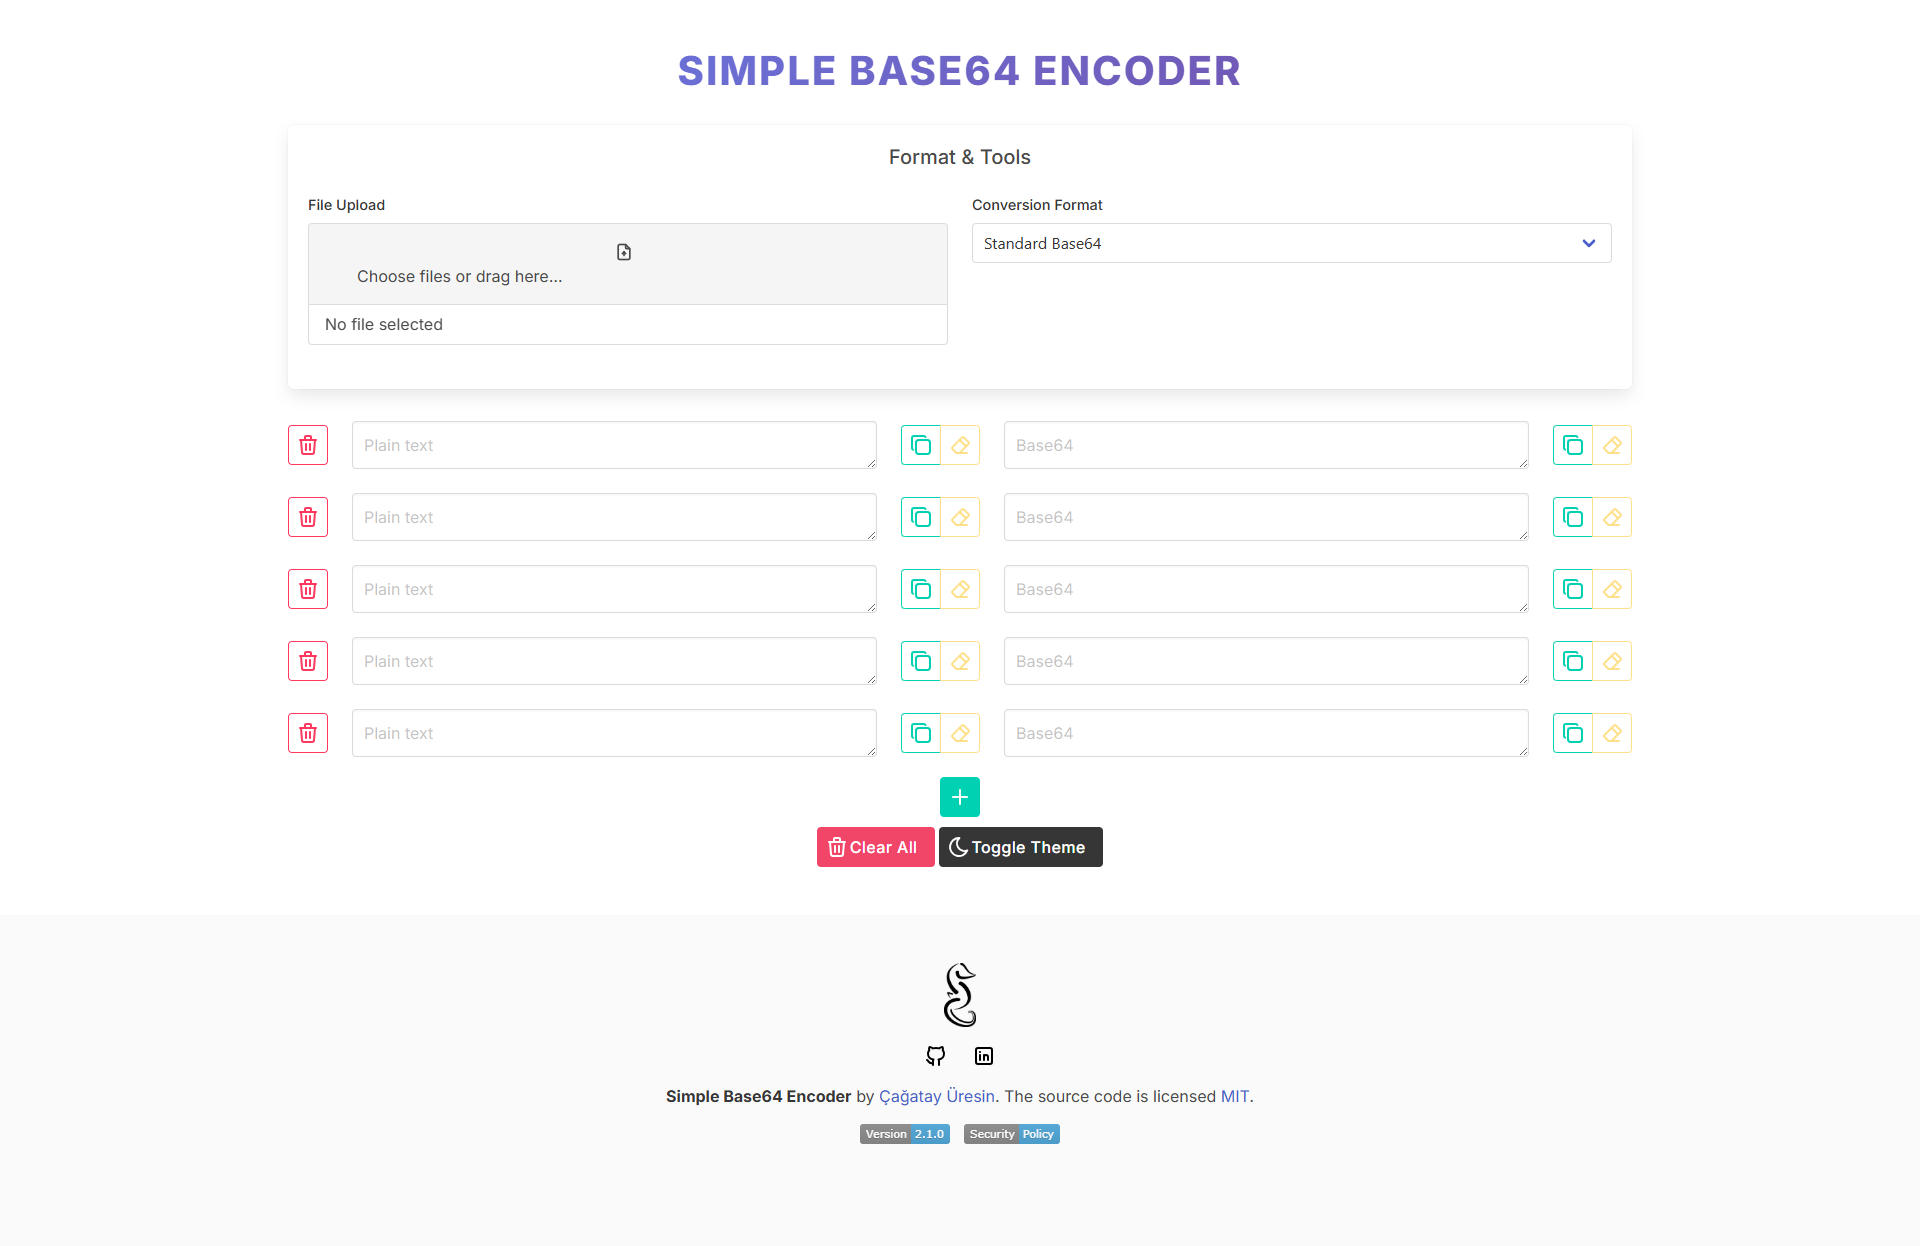 SIMPLE BASE64 ENCODER
Format & Tools
File Upload
Conversion Format
Choose files or drag here...
Standard Base64
No file selected
Plain text
Base64
Plain text
Base64
Plain text
Base64
Plain text
Base64
Plain text
Base64
Clear All
Toggle Theme
Simple Base64 Encoder by Çağatay Üresin. The source code is licensed MIT.
Version 2.1.0
Security Policy